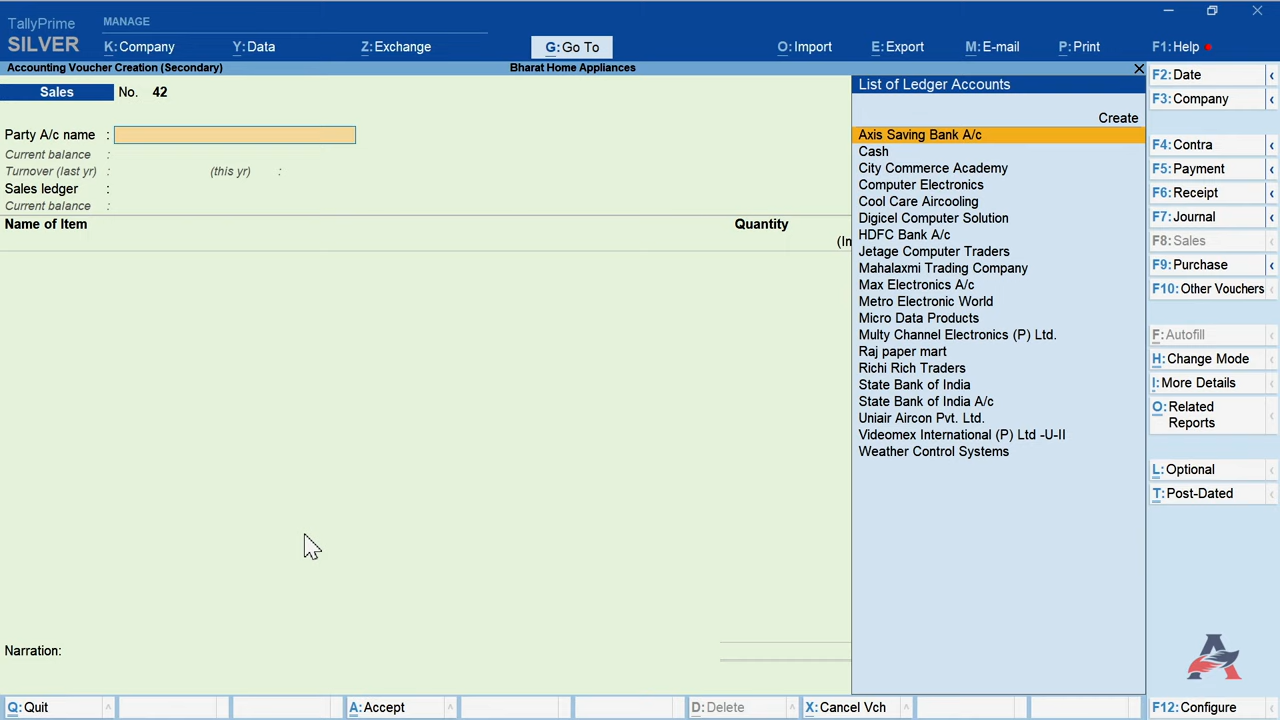 TallyPrime
MANAGE
SILVER
K:Company
Y:Data
Z:Exchange
G:Go To
O:Import
E:Export
M:E-mail
P:Print
F1:Help
Accounting Voucher Creation (Secondary)
Bharat Home Appliances
Sales
No. 42
Party A/c name :
Current balance :
Turnover (last yr) :
(this yr) :
Sales ledger :
Current balance :
Name of Item
Quantity
(In
Narration:
List of Ledger Accounts
Create
Axis Saving Bank A/c
Cash
City Commerce Academy
Computer Electronics
Cool Care Aircooling
Digicel Computer Solution
HDFC Bank A/c
Jetage Computer Traders
Mahalaxmi Trading Company
Max Electronics A/c
Metro Electronic World
Micro Data Products
Multy Channel Electronics (P) Ltd.
Raj paper mart
Richi Rich Traders
State Bank of India
State Bank of India A/c
Uniair Aircon Pvt. Ltd.
Videomex International (P) Ltd -U-II
Weather Control Systems
F2:Date
F3:Company
F4:Contra
F5:Payment
F6:Receipt
F7:Journal
F8:Sales
F9:Purchase
F10:Other Vouchers
F:Autofill
H:Change Mode
I:More Details
O:Related
Reports
L:Optional
T:Post-Dated
Q:Quit
A:Accept
D:Delete
X:Cancel Vch
F12:Configure